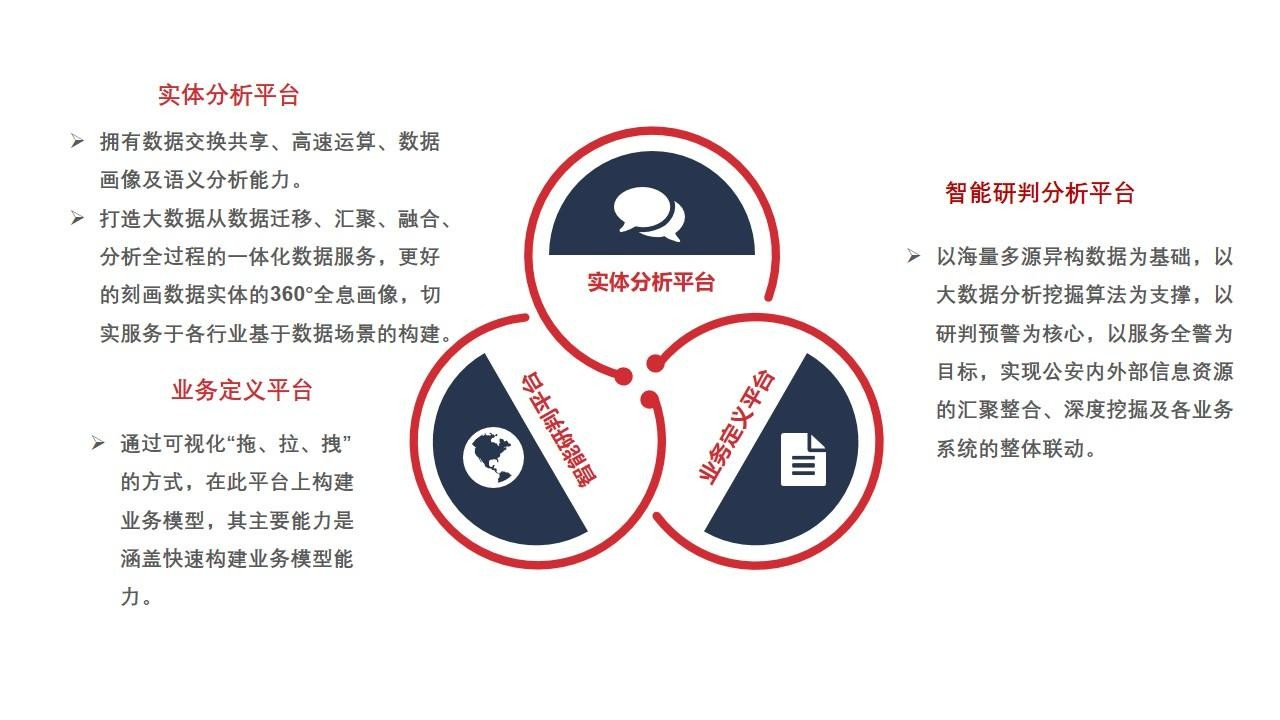 实体分析平台
➢ 拥有数据交换共享、高速运算、数据
画像及语义分析能力。
➢ 打造大数据从数据迁移、汇聚、融合、
分析全过程的一体化数据服务，更好
的刻画数据实体的360°全息画像，切
实服务于各行业基于数据场景的构建。
业务定义平台
➢ 通过可视化“拖、拉、拽”
的方式，在此平台上构建
业务模型，其主要能力是
涵盖快速构建业务模型能
力。
实体分析平台
智能研判平台
业务定义平台
智能研判分析平台
➢ 以海量多源异构数据为基础，以
大数据分析挖掘算法为支撑，以
研判预警为核心，以服务全警为
目标，实现公安内外部信息资源
的汇聚整合、深度挖掘及各业务
系统的整体联动。